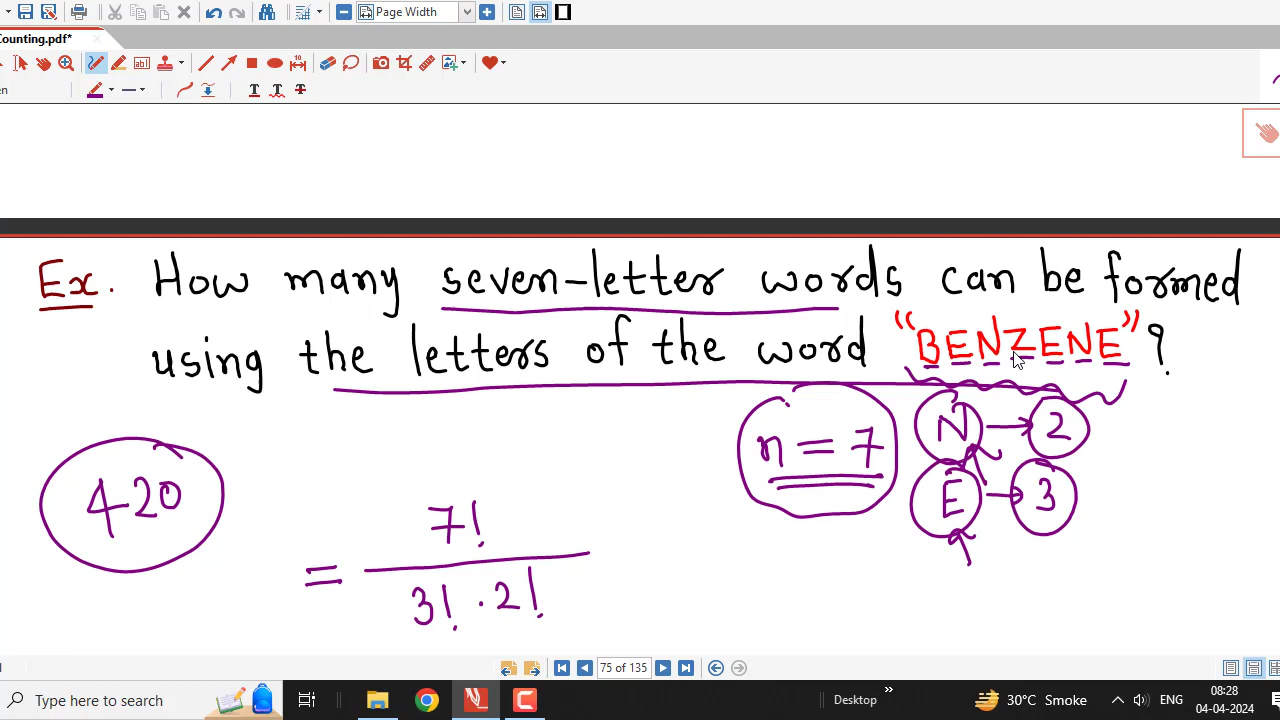 Page Width
ounting.pdf*
en
Ex. How many seven-letter words can be formed
using the letters of the word "BENZENE"?
n = 7 N → 2
E → 3
420
= 7! / 3! · 2!
75 of 135
Type here to search
Desktop
30°C Smoke
ENG
08:28
04-04-2024